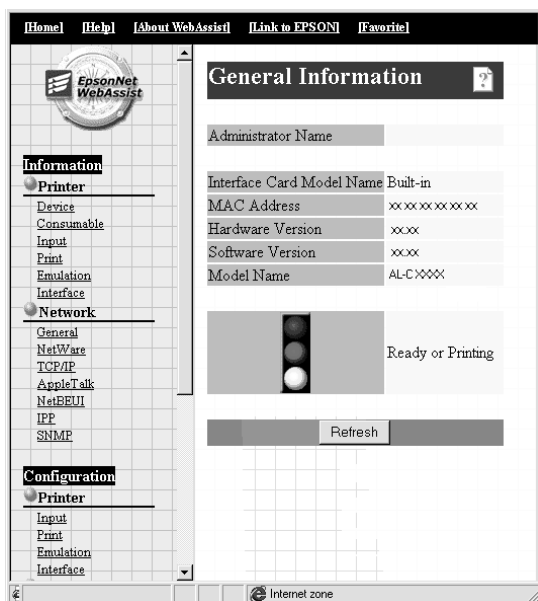 [Home] [Help] [About WebAssist] [Link to EPSON] [Favorite]
EpsonNet
WebAssist
Information
Printer
Device
Consumable
Input
Print
Emulation
Interface
Network
General
NetWare
TCP/IP
AppleTalk
NetBEUI
IPP
SNMP
Configuration
Printer
Input
Print
Emulation
Interface
General Information
?
Administrator Name
Interface Card Model Name Built-in
MAC Address xx xx xx xx xx xx
Hardware Version xx.xx
Software Version xx.xx
Model Name AL-CXXXX
Ready or Printing
Refresh
Internet zone